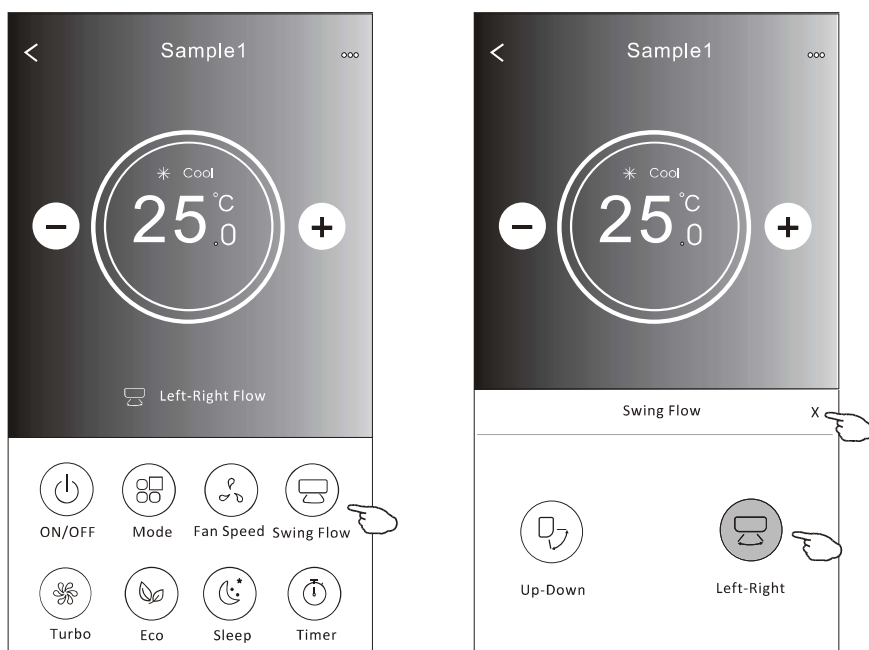 Sample1
Cool
25.0°C
Left-Right Flow
ON/OFF Mode Fan Speed Swing Flow
Turbo Eco Sleep Timer
Sample1
Cool
25.0°C
Swing Flow X
Up-Down Left-Right